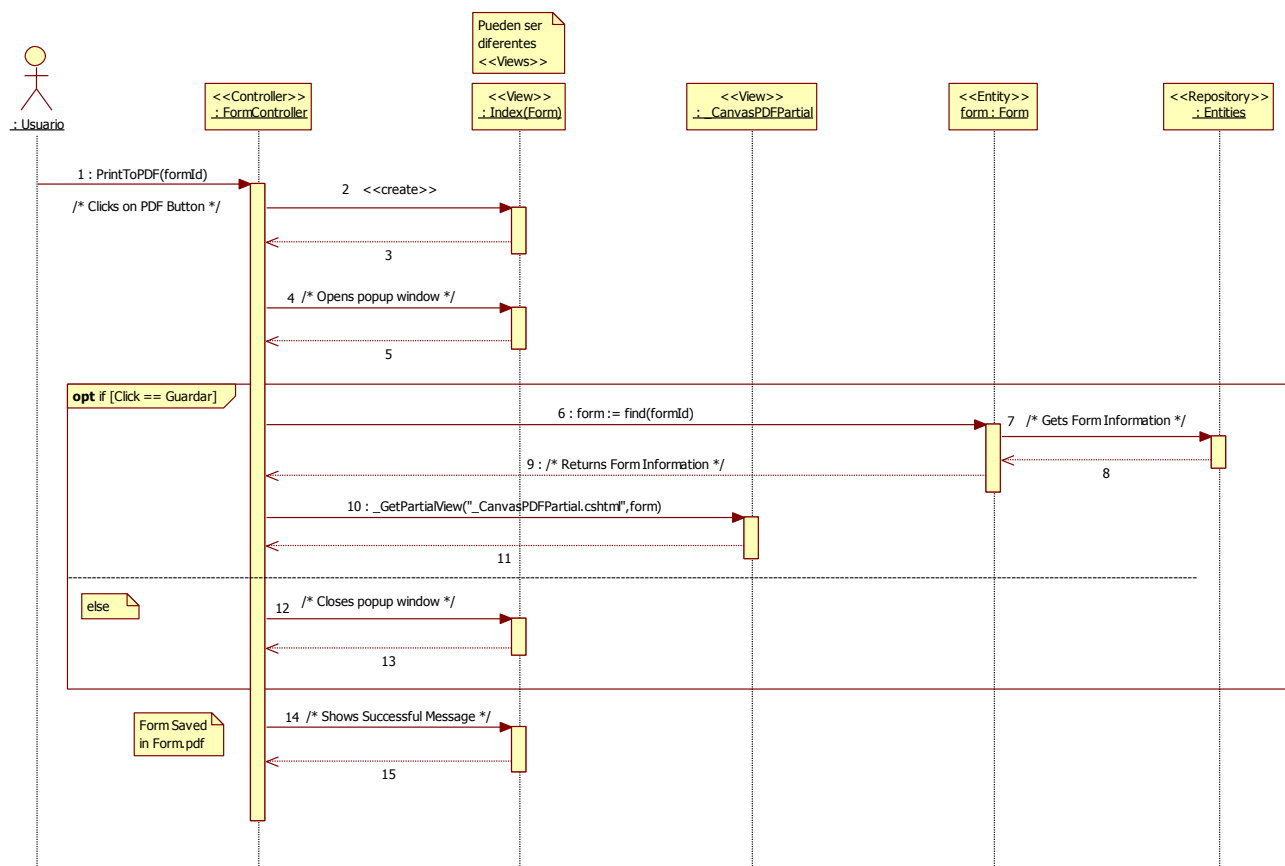 Pueden ser
diferentes
<<Views>>
: Usuario
<<Controller>>
: FormController
<<View>>
: Index(Form)
<<View>>
: _CanvasPDFPartial
<<Entity>>
form : Form
<<Repository>>
: Entities
1 : PrintToPDF(formId)
/* Clicks on PDF Button */
2 <<create>>
3
4 /* Opens popup window */
5
opt if [Click == Guardar]
6 : form := find(formId)
7 /* Gets Form Information */
8
9 : /* Returns Form Information */
10 : _GetPartialView("_CanvasPDFPartial.cshtml",form)
11
else
12 /* Closes popup window */
13
Form Saved
in Form.pdf
14 /* Shows Successful Message */
15